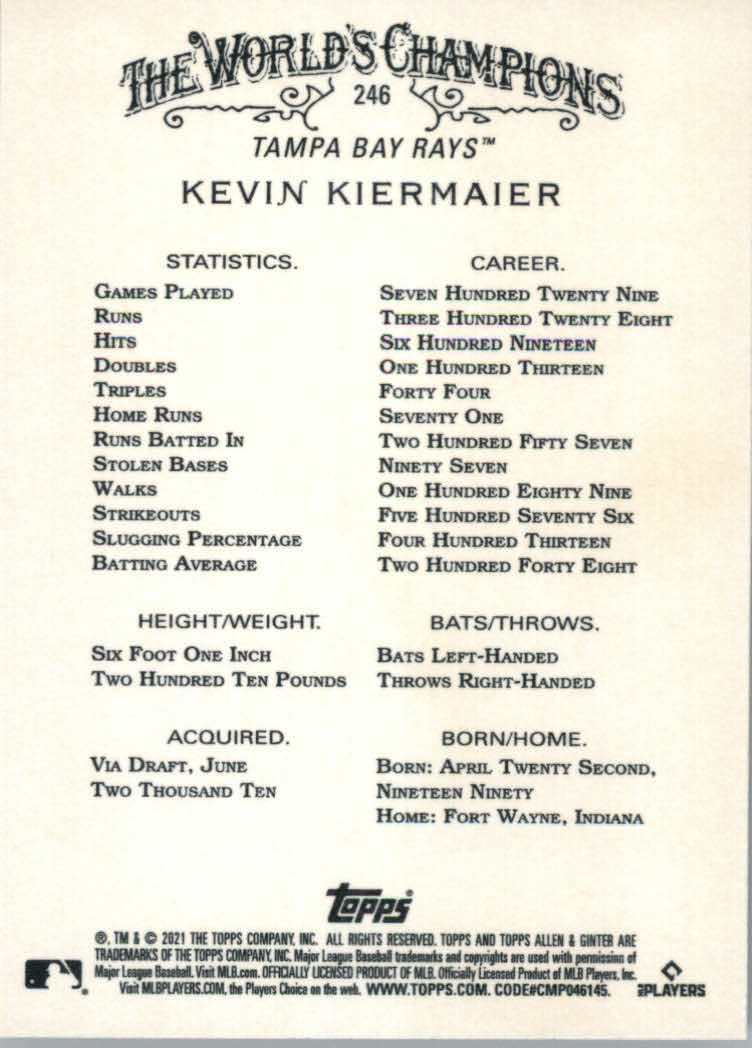 THE WORLD'S CHAMPIONS
246
TAMPA BAY RAYS™
KEVIN KIERMAIER
STATISTICS. CAREER.
GAMES PLAYED SEVEN HUNDRED TWENTY NINE
RUNS THREE HUNDRED TWENTY EIGHT
HITS SIX HUNDRED NINETEEN
DOUBLES ONE HUNDRED THIRTEEN
TRIPLES FORTY FOUR
HOME RUNS SEVENTY ONE
RUNS BATTED IN TWO HUNDRED FIFTY SEVEN
STOLEN BASES NINETY SEVEN
WALKS ONE HUNDRED EIGHTY NINE
STRIKEOUTS FIVE HUNDRED SEVENTY SIX
SLUGGING PERCENTAGE FOUR HUNDRED THIRTEEN
BATTING AVERAGE TWO HUNDRED FORTY EIGHT
HEIGHT/WEIGHT.
SIX FOOT ONE INCH
TWO HUNDRED TEN POUNDS
BATS/THROWS.
BATS LEFT-HANDED
THROWS RIGHT-HANDED
ACQUIRED.
VIA DRAFT, JUNE
TWO THOUSAND TEN
BORN/HOME.
BORN: APRIL TWENTY SECOND,
NINETEEN NINETY
HOME: FORT WAYNE, INDIANA
Topps®
®, TM & © 2021 THE TOPPS COMPANY, INC. ALL RIGHTS RESERVED. TOPPS AND TOPPS ALLEN & GINTER ARE
TRADEMARKS OF THE TOPPS COMPANY, INC. Major League Baseball trademarks and copyrights are used with permission of
Major League Baseball. Visit MLB.com. OFFICIALLY LICENSED PRODUCT OF MLB. Officially Licensed Product of MLB Players, Inc.
Visit MLBPLAYERS.COM, the Players Choice on the web. WWW.TOPPS.COM. CODE#CMP046145.
MLBPLAYERS